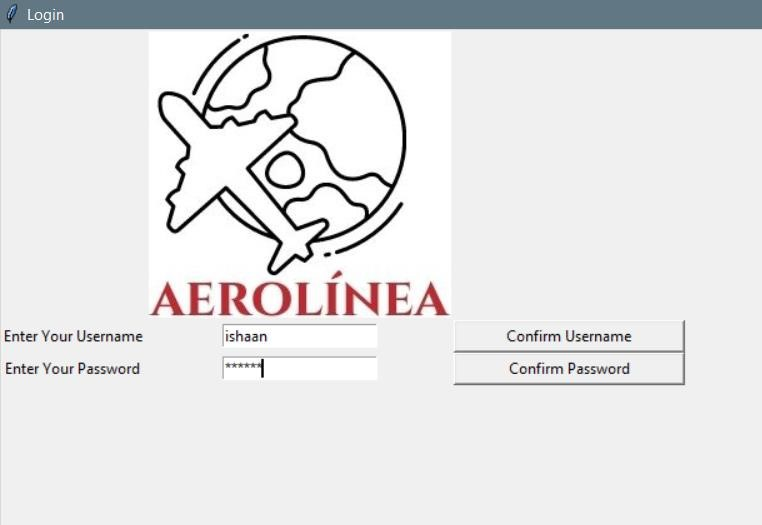 Login
AEROLÍNEA
Enter Your Username ishaan Confirm Username
Enter Your Password ****** Confirm Password